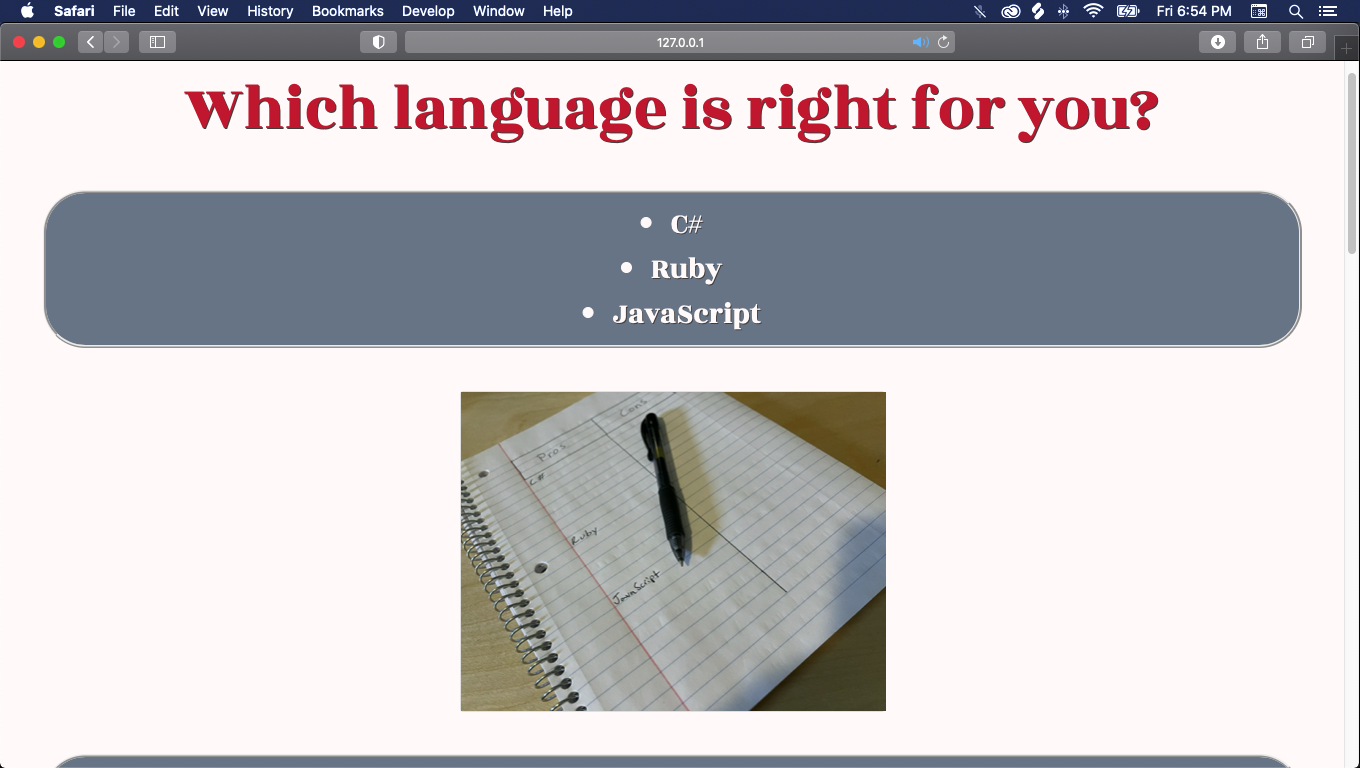 Safari File Edit View History Bookmarks Develop Window Help Fri 6:54 PM
127.0.0.1
Which language is right for you?
C#
Ruby
JavaScript
Pros Cons
C#
Ruby
JavaScript